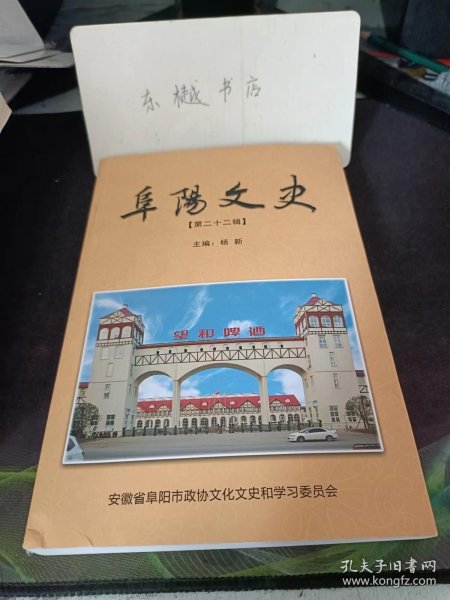 东樾书店
阜陽文史
【第二十二辑】
主编：杨新
望和啤酒
安徽省阜阳市政协文化文史和学习委员会
孔夫子旧书网
www.kongfz.com